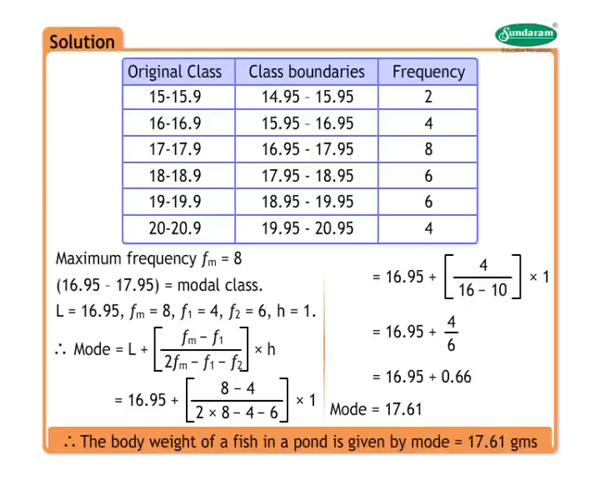 Solution
Sundaram
Original Class Class boundaries Frequency
15-15.9 14.95 - 15.95 2
16-16.9 15.95 - 16.95 4
17-17.9 16.95 - 17.95 8
18-18.9 17.95 - 18.95 6
19-19.9 18.95 - 19.95 6
20-20.9 19.95 - 20.95 4
Maximum frequency fm = 8
(16.95 - 17.95) = modal class.
L = 16.95, fm = 8, f1 = 4, f2 = 6, h = 1.
∴ Mode = L + [fm − f1 / 2fm − f1 − f2] × h
= 16.95 + [8 − 4 / 2 × 8 − 4 − 6] × 1
= 16.95 + [4 / 16 − 10] × 1
= 16.95 + 4/6
= 16.95 + 0.66
Mode = 17.61
∴ The body weight of a fish in a pond is given by mode = 17.61 gms